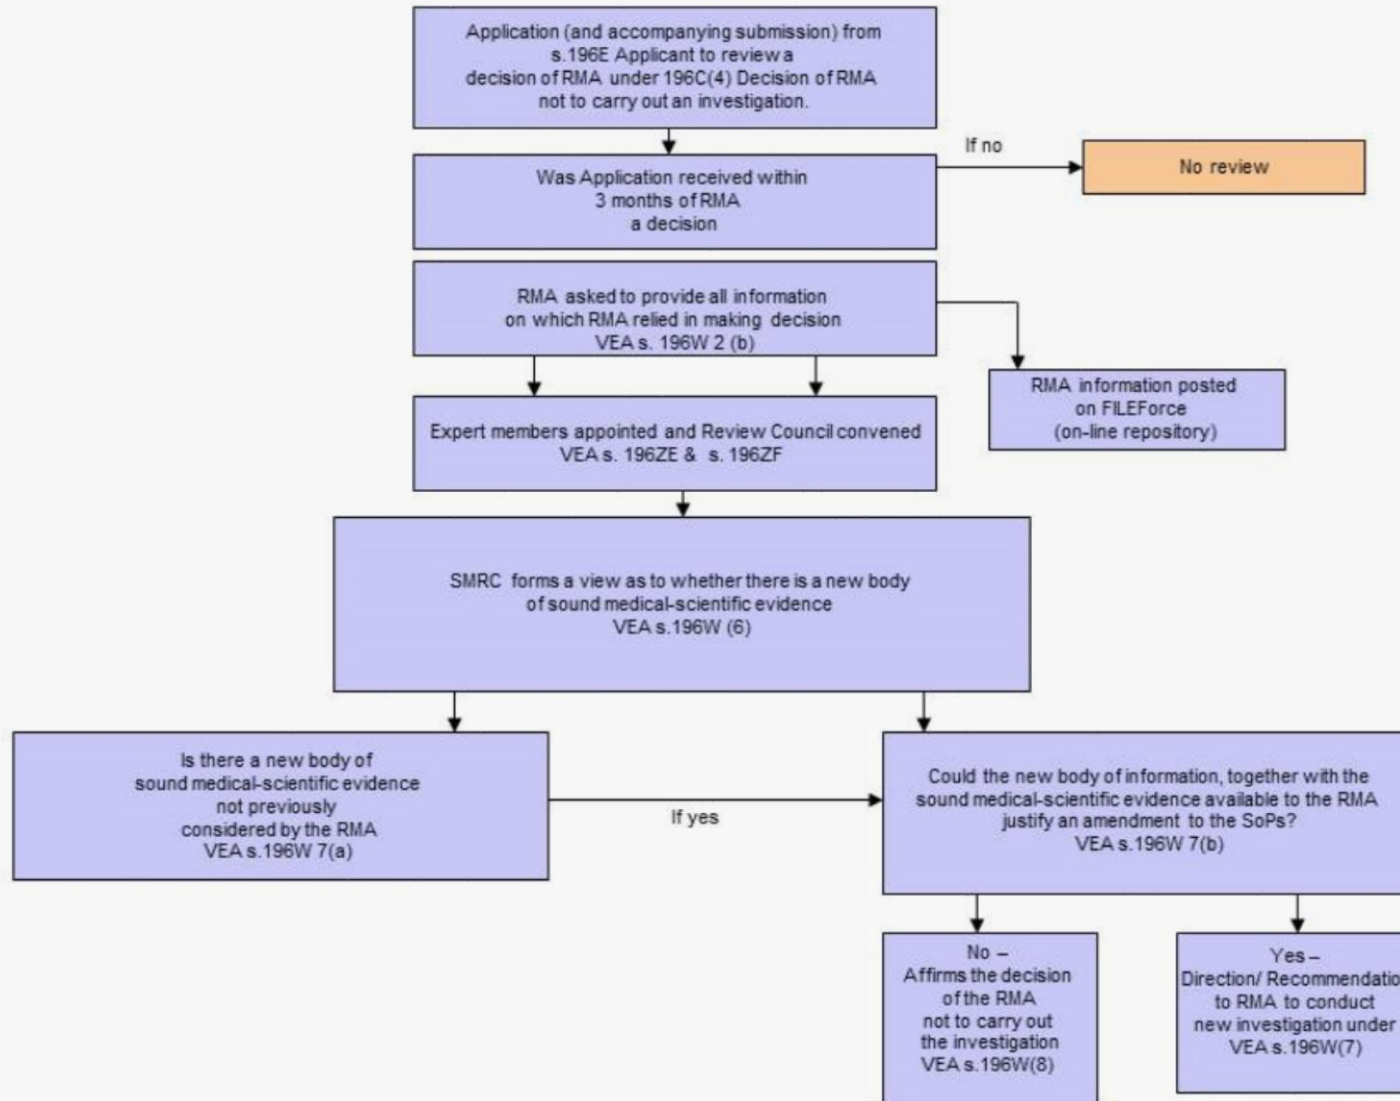 Application (and accompanying submission) from
s.196E Applicant to review a
decision of RMA under 196C(4) Decision of RMA
not to carry out an investigation.
If no
No review
Was Application received within
3 months of RMA
a decision
RMA asked to provide all information
on which RMA relied in making decision
VEA s. 196W 2 (b)
RMA information posted
on FILEForce
(on-line repository)
Expert members appointed and Review Council convened
VEA s. 196ZE & s. 196ZF
SMRC forms a view as to whether there is a new body
of sound medical-scientific evidence
VEA s.196W (6)
Is there a new body of
sound medical-scientific evidence
not previously
considered by the RMA
VEA s.196W 7(a)
If yes
Could the new body of information, together with the
sound medical-scientific evidence available to the RMA
justify an amendment to the SoPs?
VEA s.196W 7(b)
No –
Affirms the decision
of the RMA
not to carry out
the investigation
VEA s.196W(8)
Yes –
Direction/ Recommendatio
to RMA to conduct
new investigation under
VEA s.196W(7)